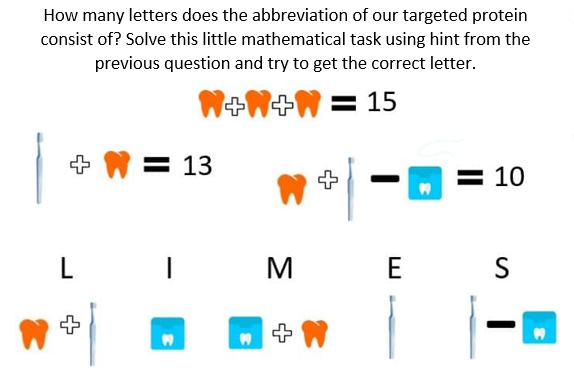 How many letters does the abbreviation of our targeted protein
consist of? Solve this little mathematical task using hint from the
previous question and try to get the correct letter.
= 15
+ = 13
+ - = 10
L I M E S